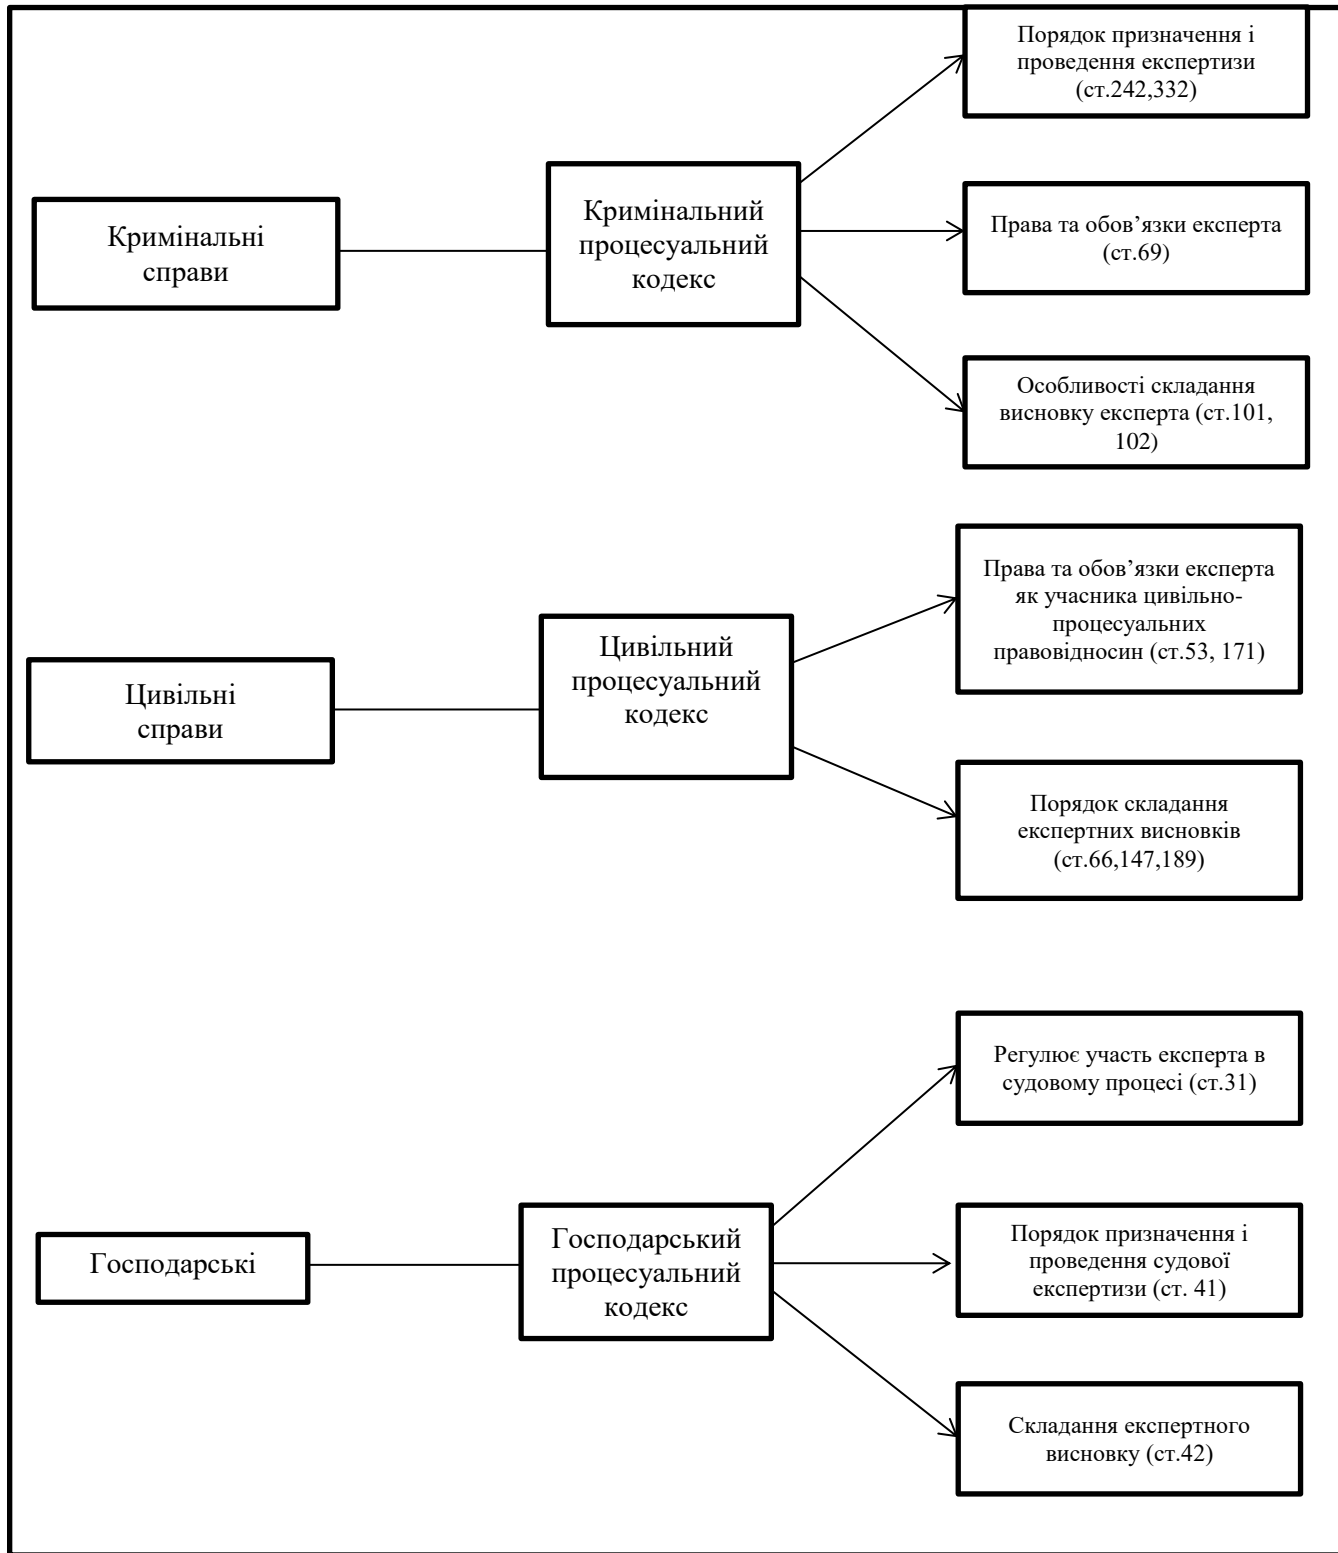 Порядок призначення і
проведення експертизи
(ст.242,332)
Кримінальні
справи
Кримінальний
процесуальний
кодекс
Права та обов’язки експерта
(ст.69)
Особливості складання
висновку експерта (ст.101,
102)
Цивільні
справи
Цивільний
процесуальний
кодекс
Права та обов’язки експерта
як учасника цивільно-
процесуальних
правовідносин (ст.53, 171)
Порядок складання
експертних висновків
(ст.66,147,189)
Господарські
Господарський
процесуальний
кодекс
Регулює участь експерта в
судовому процесі (ст.31)
Порядок призначення і
проведення судової
експертизи (ст. 41)
Складання експертного
висновку (ст.42)